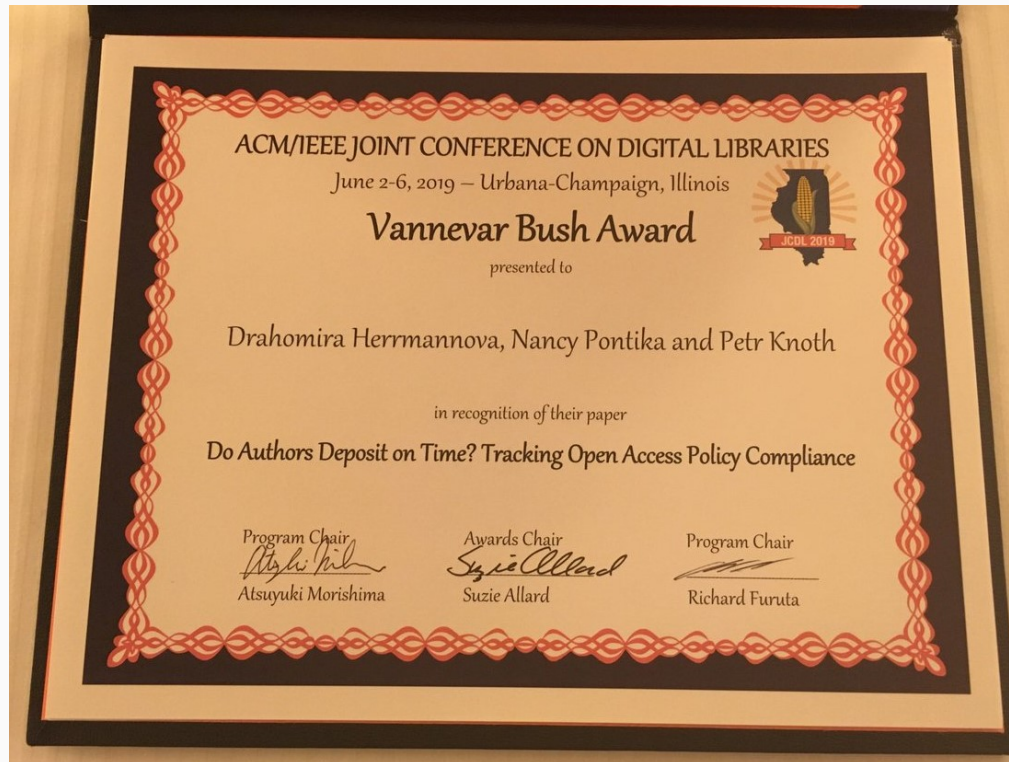 ACM/IEEE JOINT CONFERENCE ON DIGITAL LIBRARIES
June 2-6, 2019 – Urbana-Champaign, Illinois
Vannevar Bush Award
JCDL 2019
presented to
Drahomira Herrmannova, Nancy Pontika and Petr Knoth
in recognition of their paper
Do Authors Deposit on Time? Tracking Open Access Policy Compliance
Program Chair Awards Chair Program Chair
Suzie Allard
Atsuyuki Morishima Suzie Allard Richard Furuta